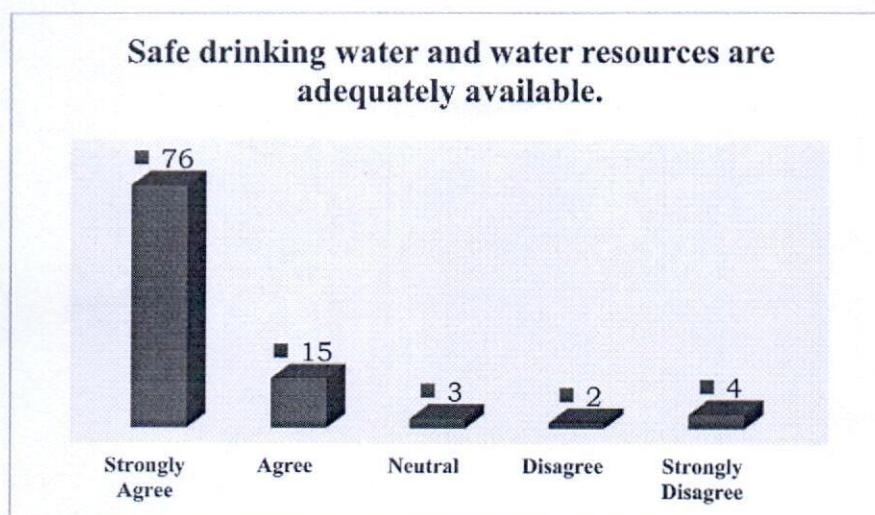 Safe drinking water and water resources are
adequately available.
76
15
3
2
4
Strongly
Agree
Agree
Neutral
Disagree
Strongly
Disagree